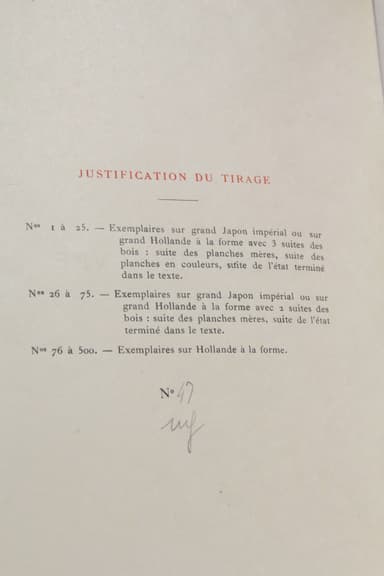 JUSTIFICATION DU TIRAGE
Nos 1 à 25. — Exemplaires sur grand Japon impérial ou sur
grand Hollande à la forme avec 3 suites des
bois : suite des planches mères, suite des
planches en couleurs, suite de l'état terminé
dans le texte.
Nos 26 à 75. — Exemplaires sur grand Japon impérial ou sur
grand Hollande à la forme avec 2 suites des
bois : suite des planches mères, suite de l'état
terminé dans le texte.
Nos 76 à 500. — Exemplaires sur Hollande à la forme.
No 47